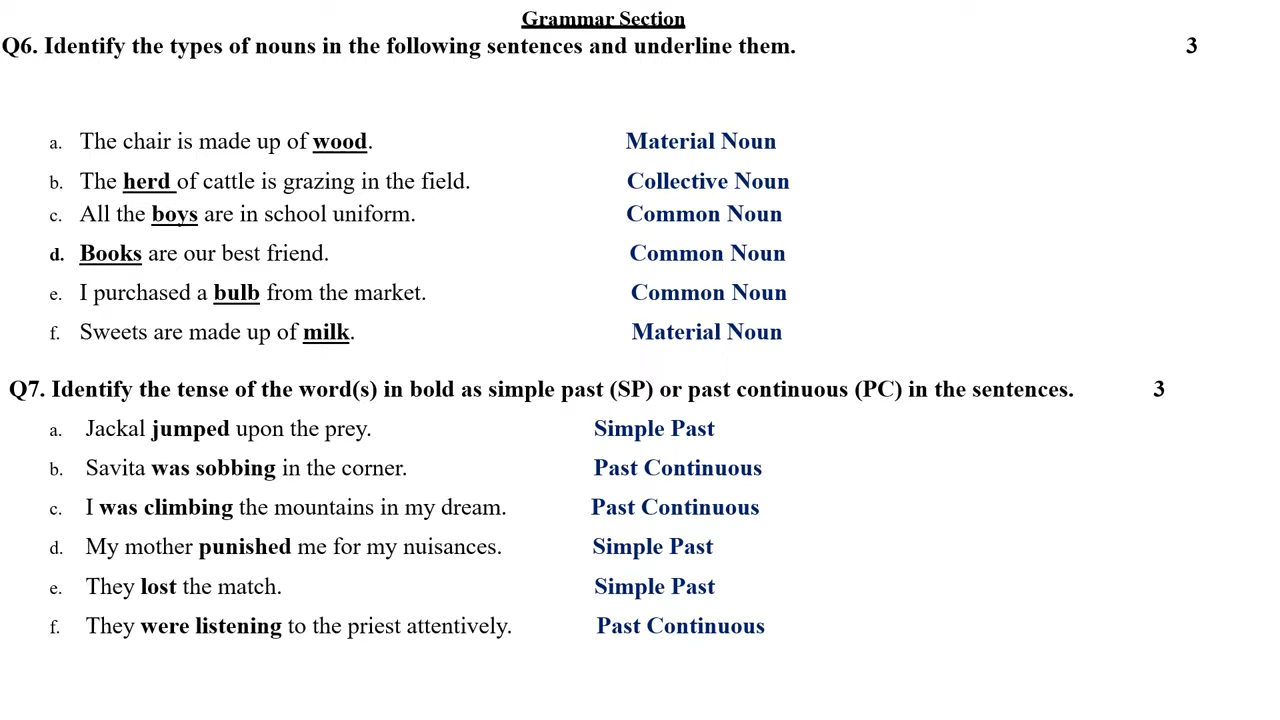 Grammar Section
Q6. Identify the types of nouns in the following sentences and underline them. 3
a. The chair is made up of wood. Material Noun
b. The herd of cattle is grazing in the field. Collective Noun
c. All the boys are in school uniform. Common Noun
d. Books are our best friend. Common Noun
e. I purchased a bulb from the market. Common Noun
f. Sweets are made up of milk. Material Noun
Q7. Identify the tense of the word(s) in bold as simple past (SP) or past continuous (PC) in the sentences. 3
a. Jackal jumped upon the prey. Simple Past
b. Savita was sobbing in the corner. Past Continuous
c. I was climbing the mountains in my dream. Past Continuous
d. My mother punished me for my nuisances. Simple Past
e. They lost the match. Simple Past
f. They were listening to the priest attentively. Past Continuous